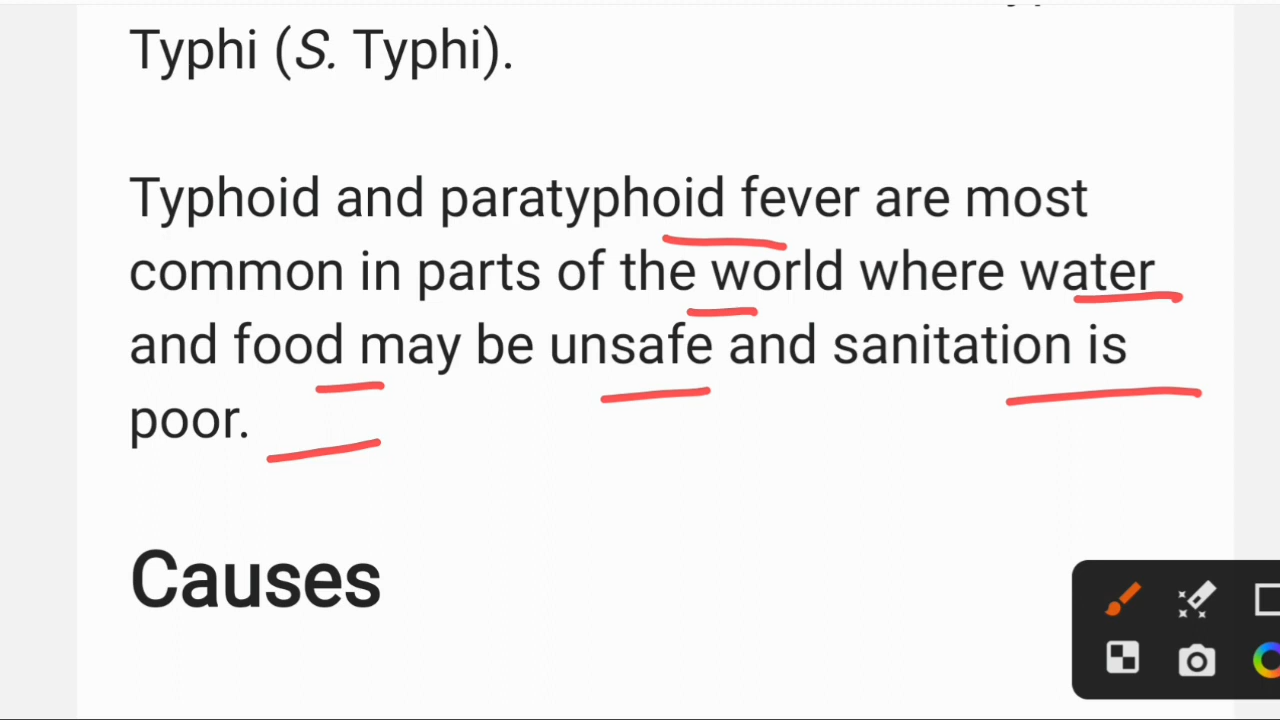 Typhi (S. Typhi).
Typhoid and paratyphoid fever are most
common in parts of the world where water
and food may be unsafe and sanitation is
poor.
Causes